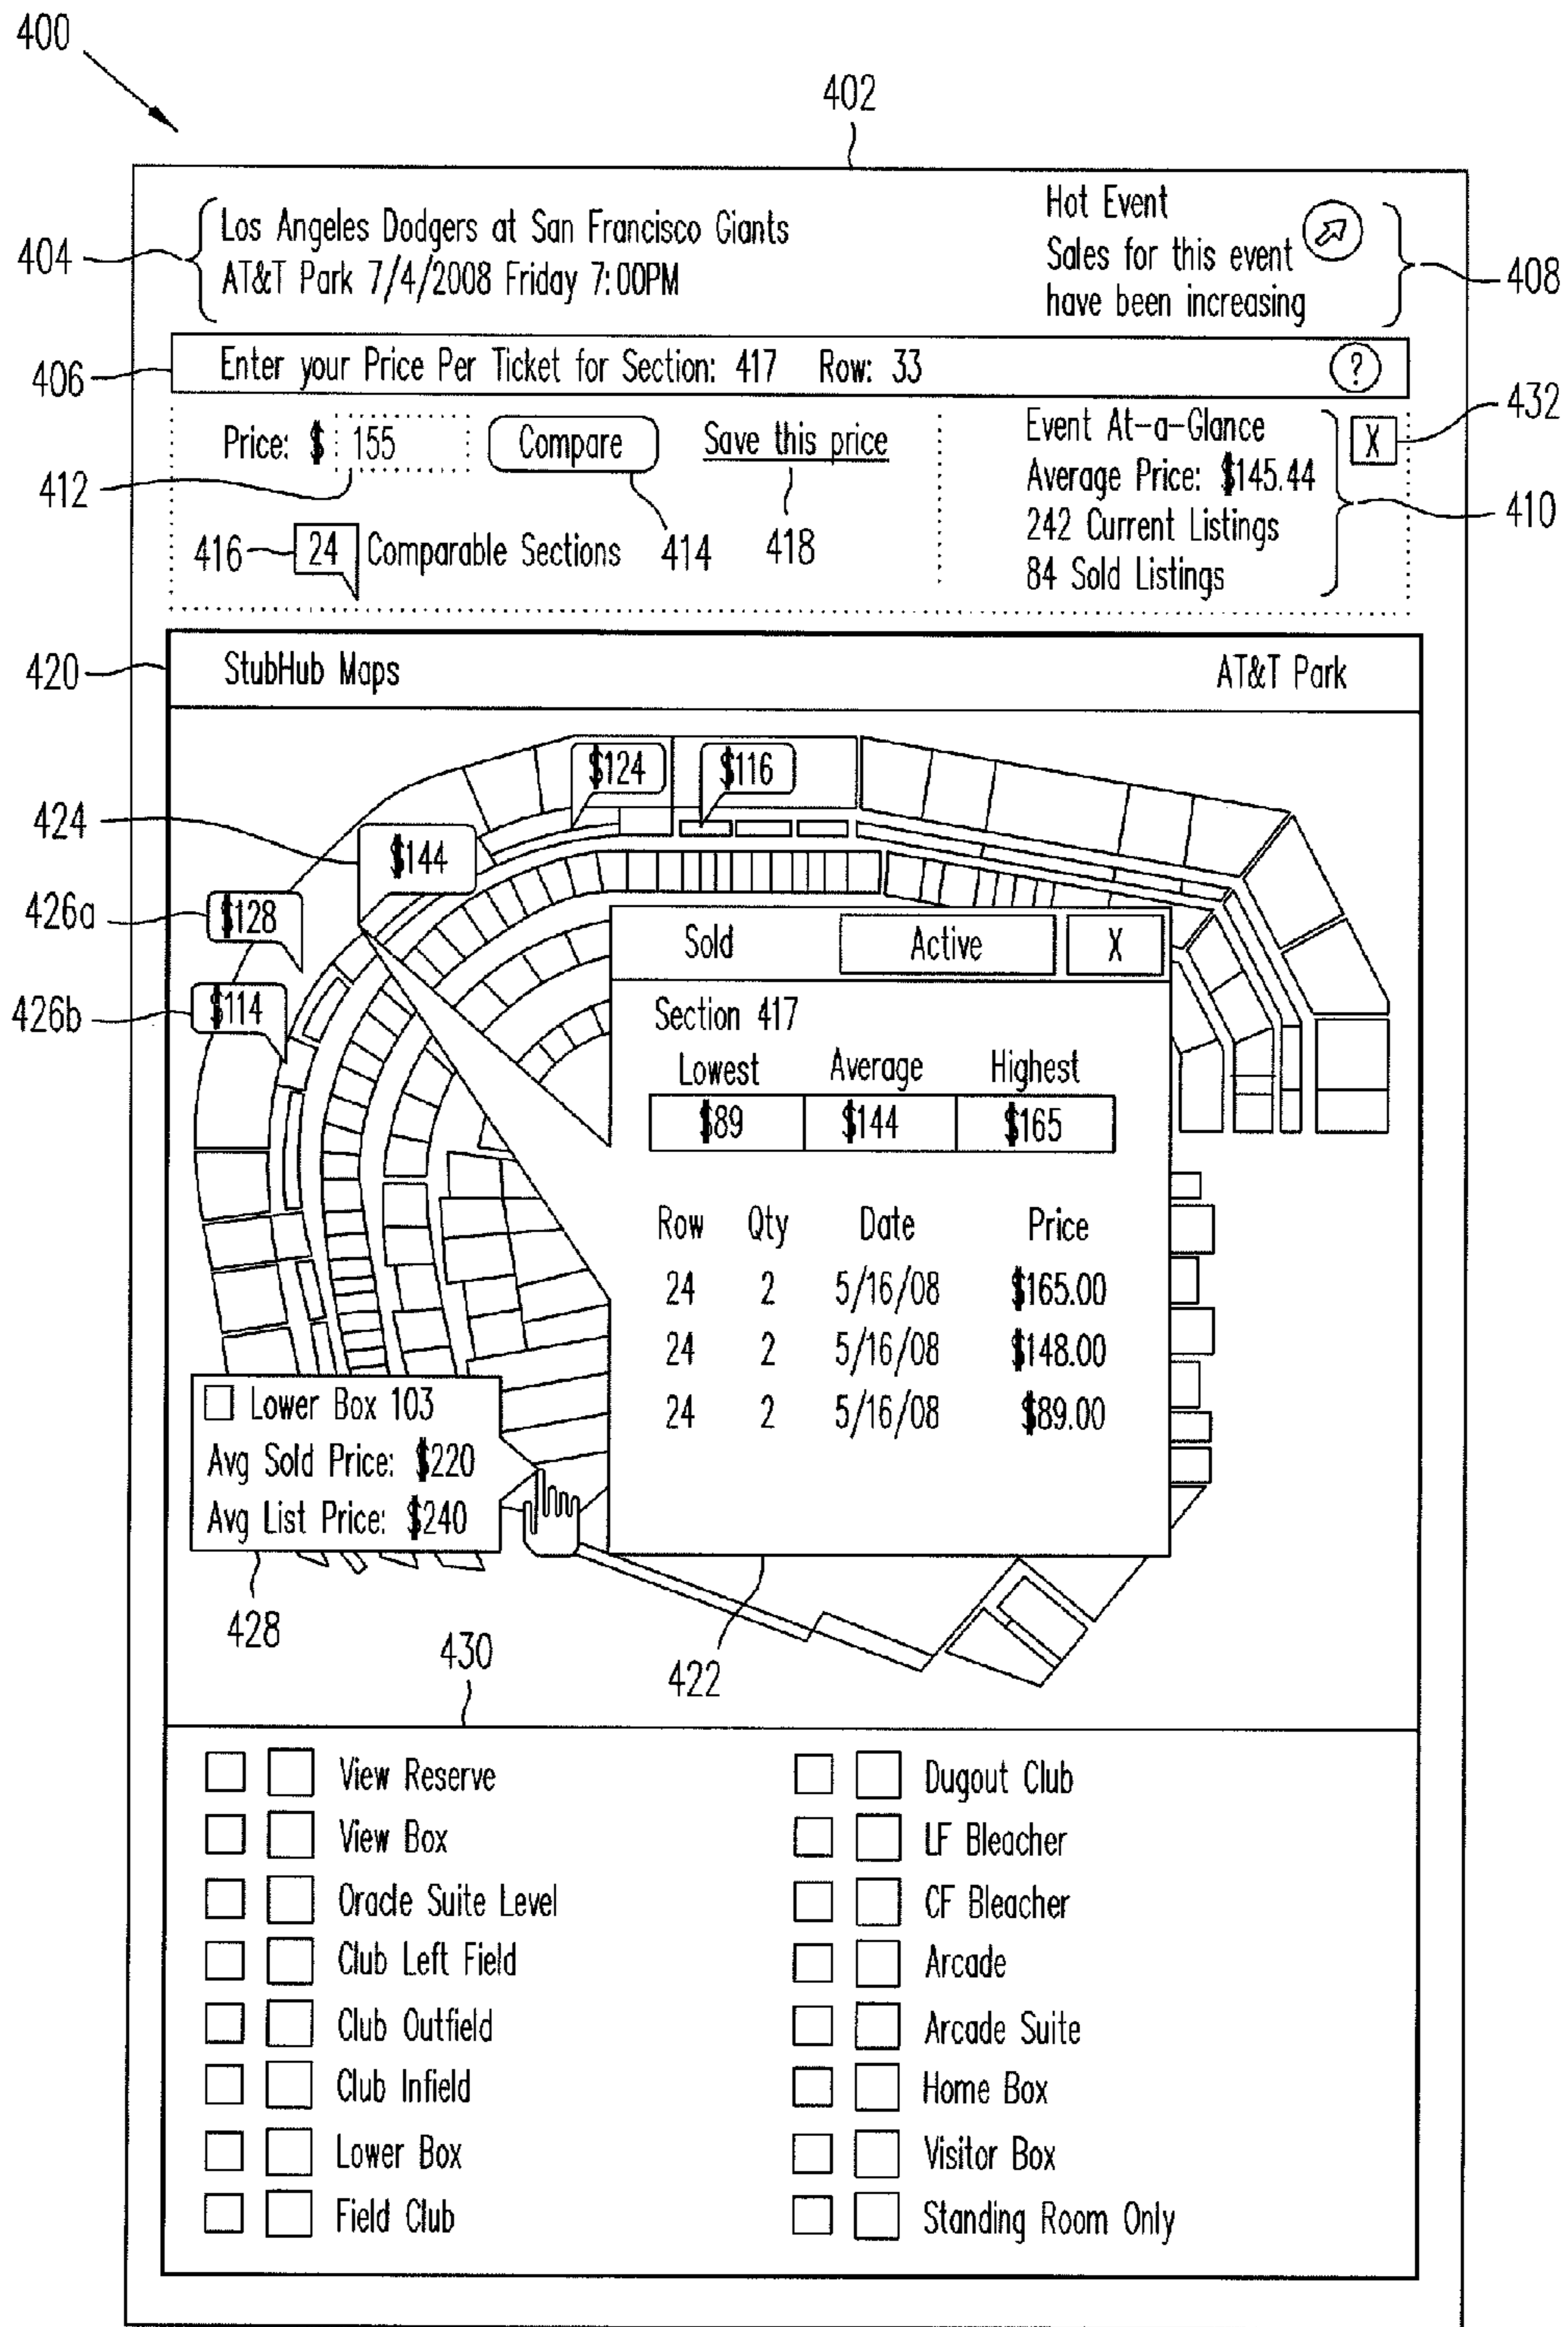 400
402
404
Los Angeles Dodgers at San Francisco Giants
AT&T Park 7/4/2008 Friday 7:00PM
Hot Event
Sales for this event
have been increasing
408
406
Enter your Price Per Ticket for Section: 417 Row: 33
?
432
Price: $ 155
Compare
Save this price
412
416
24 Comparable Sections
414
418
Event At-a-Glance
X
Average Price: $145.44
242 Current Listings
84 Sold Listings
410
420
StubHub Maps
AT&T Park
$124
$116
424
$144
426a
$128
426b
$114
Sold
Active
X
Section 417
Lowest Average Highest
$89 $144 $165
Row Qty Date Price
24 2 5/16/08 $165.00
24 2 5/16/08 $148.00
24 2 5/16/08 $89.00
Lower Box 103
Avg Sold Price: $220
Avg List Price: $240
428
422
430
View Reserve
View Box
Oracle Suite Level
Club Left Field
Club Outfield
Club Infield
Lower Box
Field Club
Dugout Club
LF Bleacher
CF Bleacher
Arcade
Arcade Suite
Home Box
Visitor Box
Standing Room Only